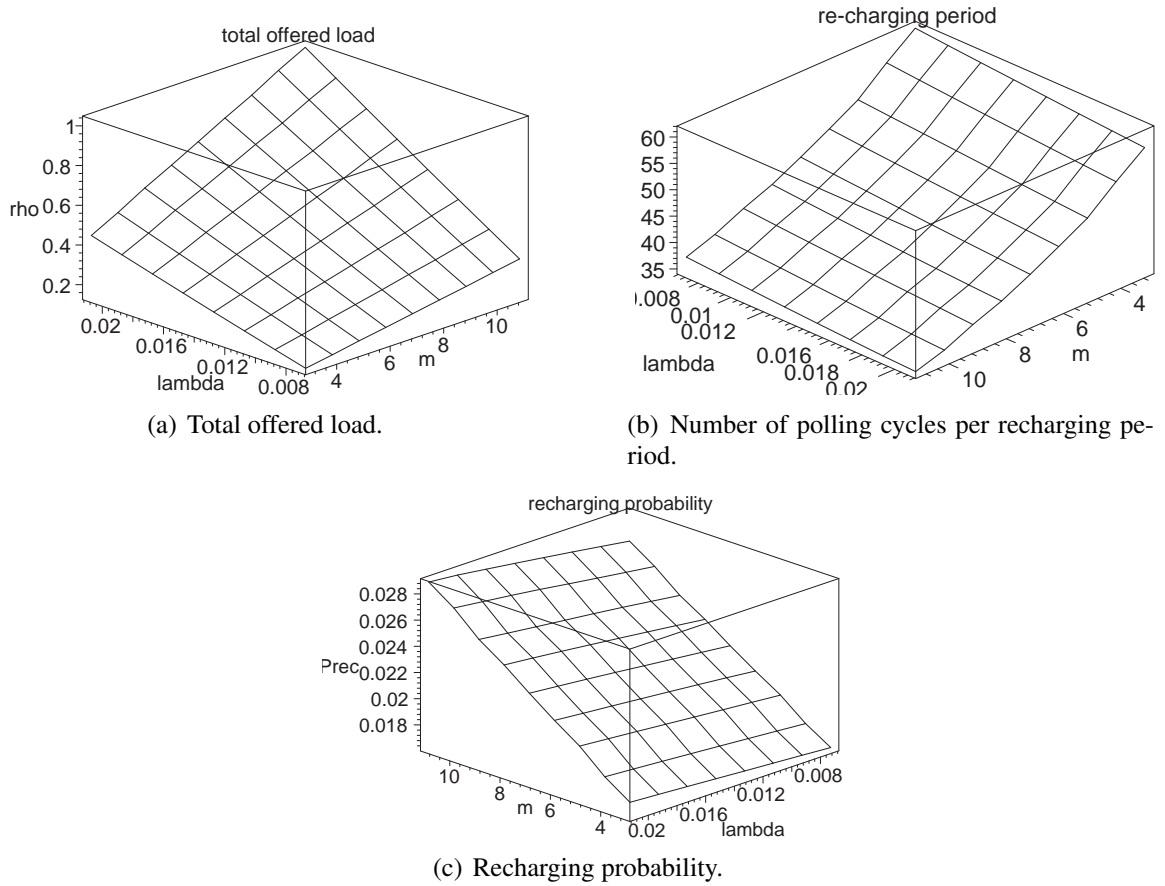 total offered load
1
0.8
rho
0.6
0.4
0.2
0.02
0.016
0.012
0.008
lambda
4
6
8
10
m
(a) Total offered load.
re-charging period
60
55
50
45
40
35
0.008
0.01
0.012
0.016
0.018
0.02
lambda
10
8
6
4
m
(b) Number of polling cycles per recharging pe-
riod.
recharging probability
0.028
0.026
0.024
Prec
0.022
0.02
0.018
10
8
6
4
m
0.02
0.016
0.012
0.008
lambda
(c) Recharging probability.